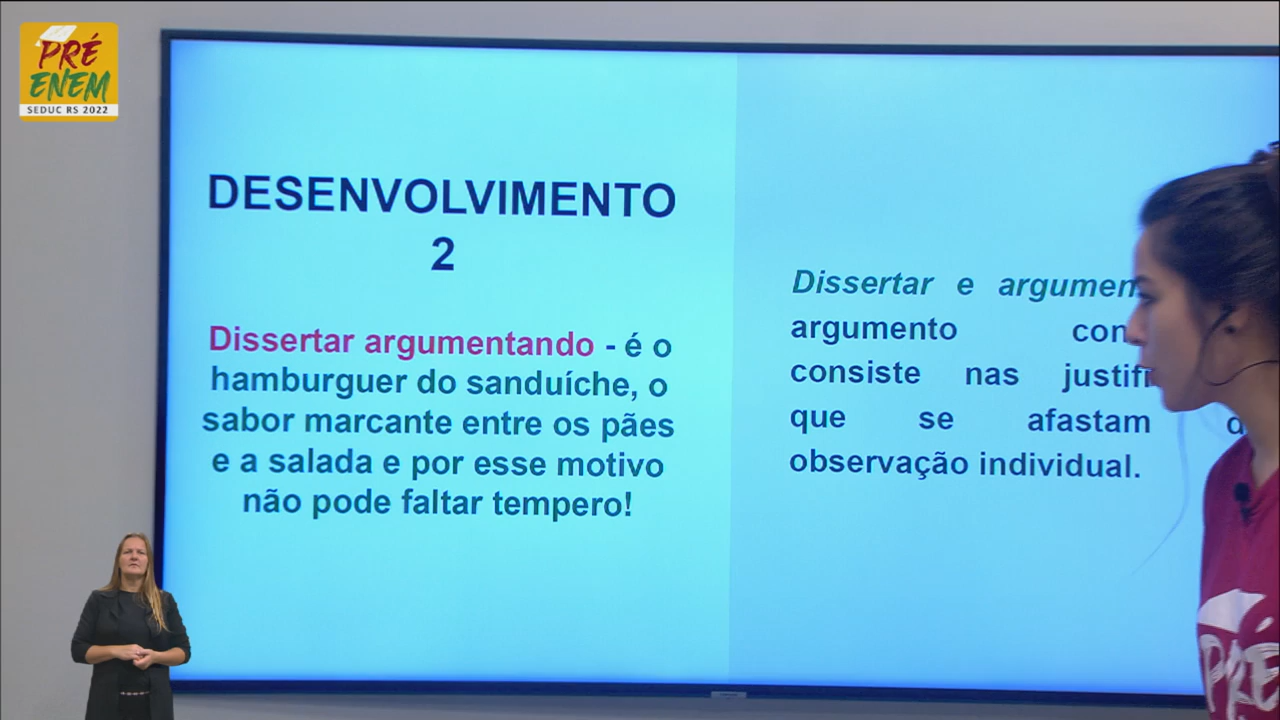 PRÉ
ENEM
SEDUC RS 2022
DESENVOLVIMENTO
2
Dissertar argumentando - é o
hamburguer do sanduíche, o
sabor marcante entre os pães
e a salada e por esse motivo
não pode faltar tempero!
Dissertar e
argumento
consiste nas
que se afastam
observação individual.
PRÉ